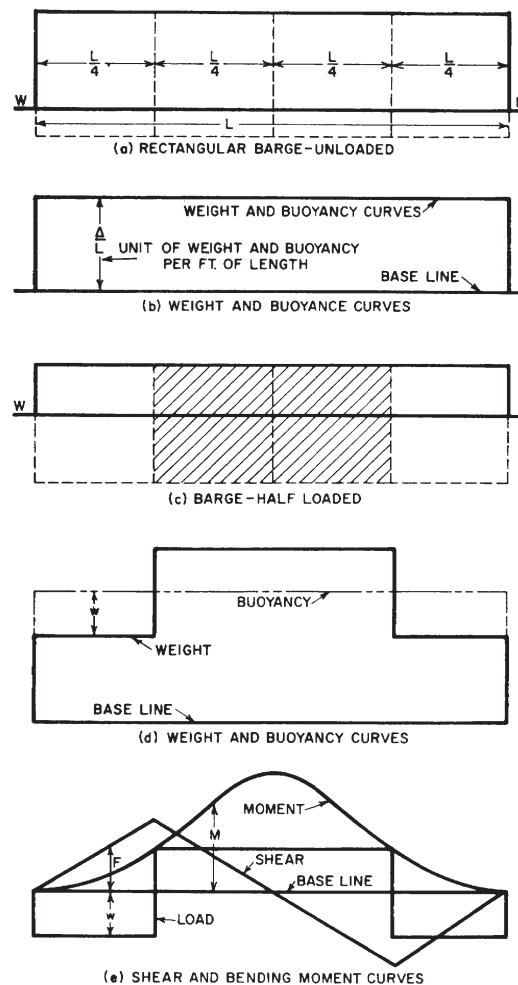 L/4 L/4 L/4 L/4
W
L
(a) RECTANGULAR BARGE-UNLOADED
WEIGHT AND BUOYANCY CURVES
Δ/L UNIT OF WEIGHT AND BUOYANCY
PER FT. OF LENGTH
BASE LINE
(b) WEIGHT AND BUOYANCE CURVES
W
(c) BARGE-HALF LOADED
W
BUOYANCY
WEIGHT
BASE LINE
(d) WEIGHT AND BUOYANCY CURVES
MOMENT
F
M
SHEAR
BASE LINE
W
LOAD
(e) SHEAR AND BENDING MOMENT CURVES